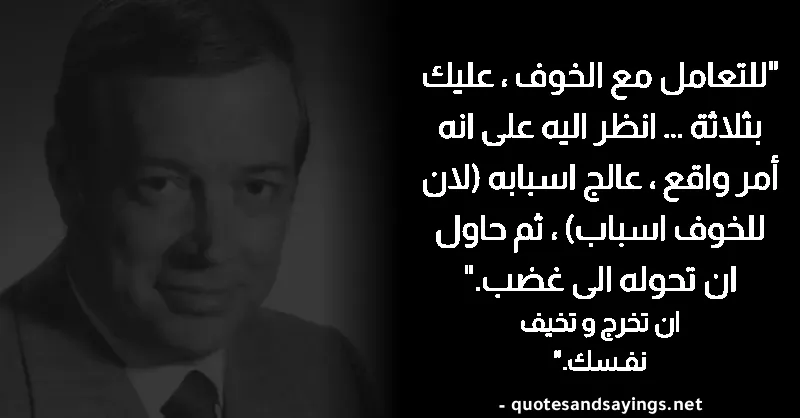 "للتعامل مع الخوف ، عليك
بثلاثة ... انظر اليه على انه
أمر واقع ، عالج اسبابه (لان
للخوف اسباب) ، ثم حاول
ان تحوله الى غضب."
ان تخرج و تخيف
نفسك."
- quotesandsayings.net